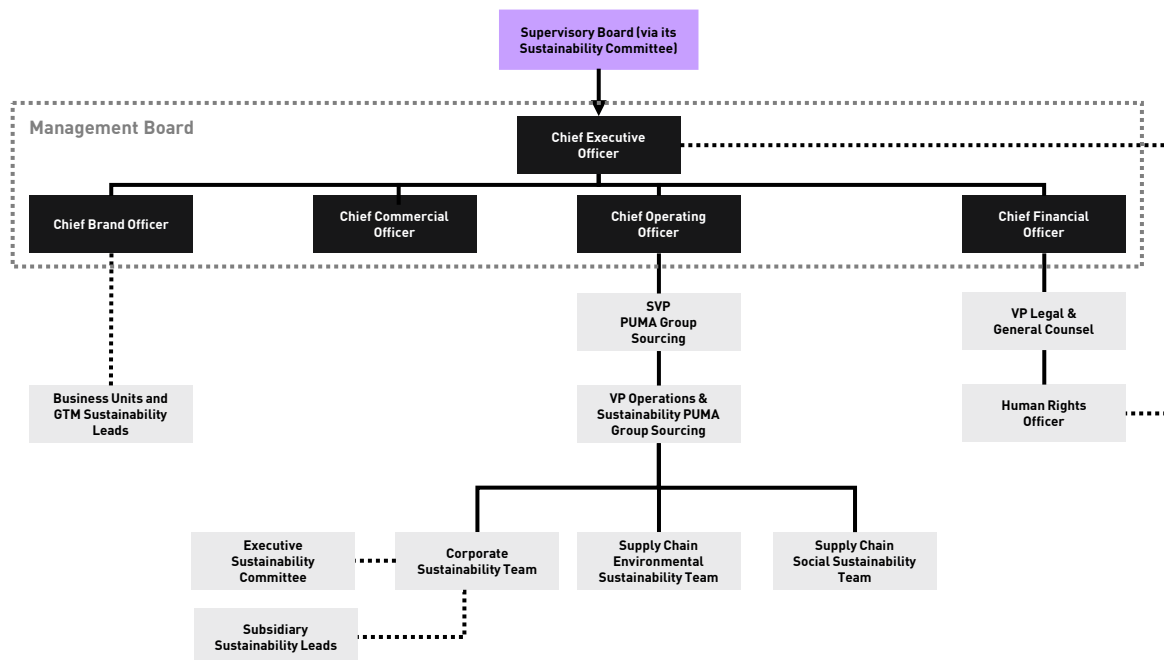 Supervisory Board (via its
Sustainability Committee)
Management Board
Chief Executive
Officer
Chief Brand Officer
Chief Commercial
Officer
Chief Operating
Officer
Chief Financial
Officer
SVP
PUMA Group
Sourcing
VP Legal &
General Counsel
Business Units and
GTM Sustainability
Leads
VP Operations &
Sustainability PUMA
Group Sourcing
Human Rights
Officer
Executive
Sustainability
Committee
Corporate
Sustainability Team
Supply Chain
Environmental
Sustainability Team
Supply Chain
Social Sustainability
Team
Subsidiary
Sustainability Leads